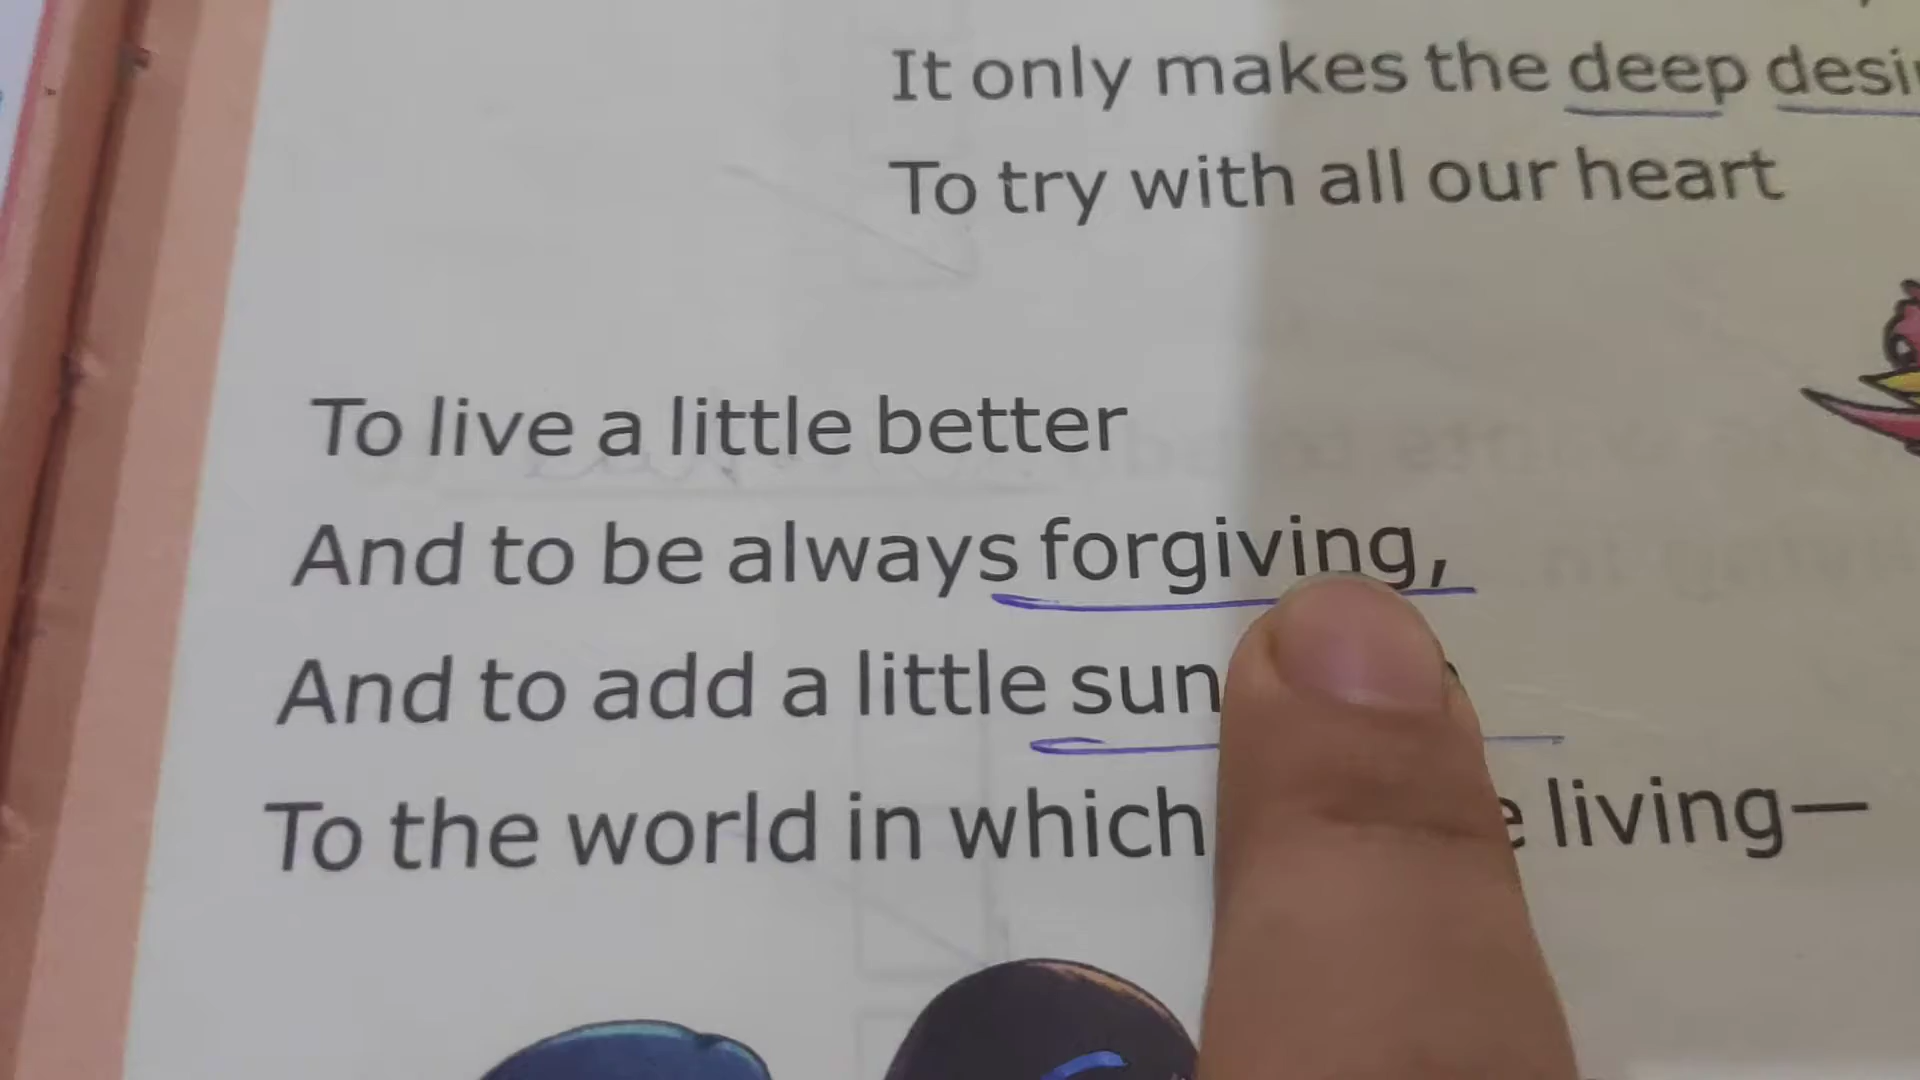 It only makes the deep
To try with all our heart
To live a little better
And to be always forgiving,
And to add a little
To the world in which living—